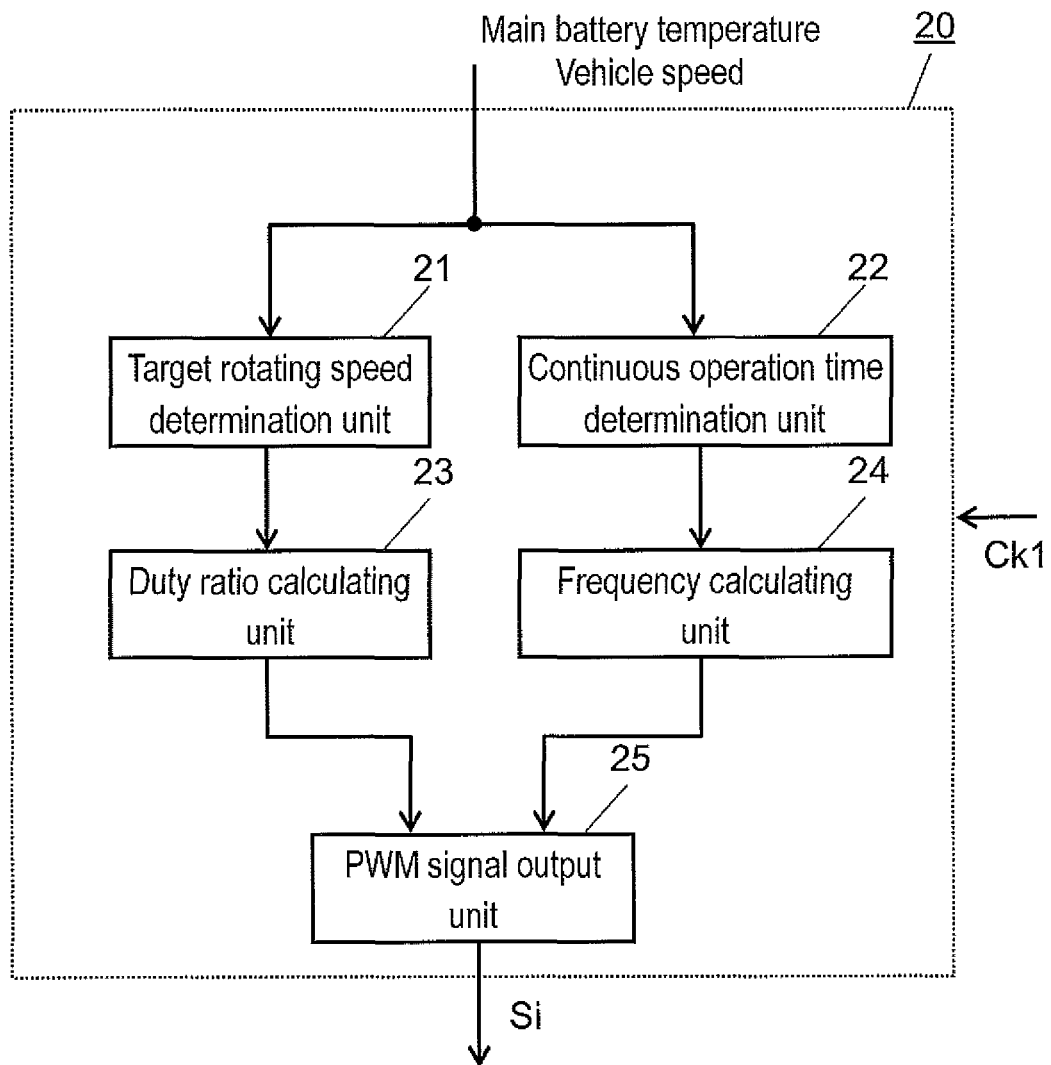 Main battery temperature
Vehicle speed
20
21
22
Target rotating speed
determination unit
Continuous operation time
determination unit
23
24
Duty ratio calculating
unit
Frequency calculating
unit
Ck1
25
PWM signal output
unit
Si